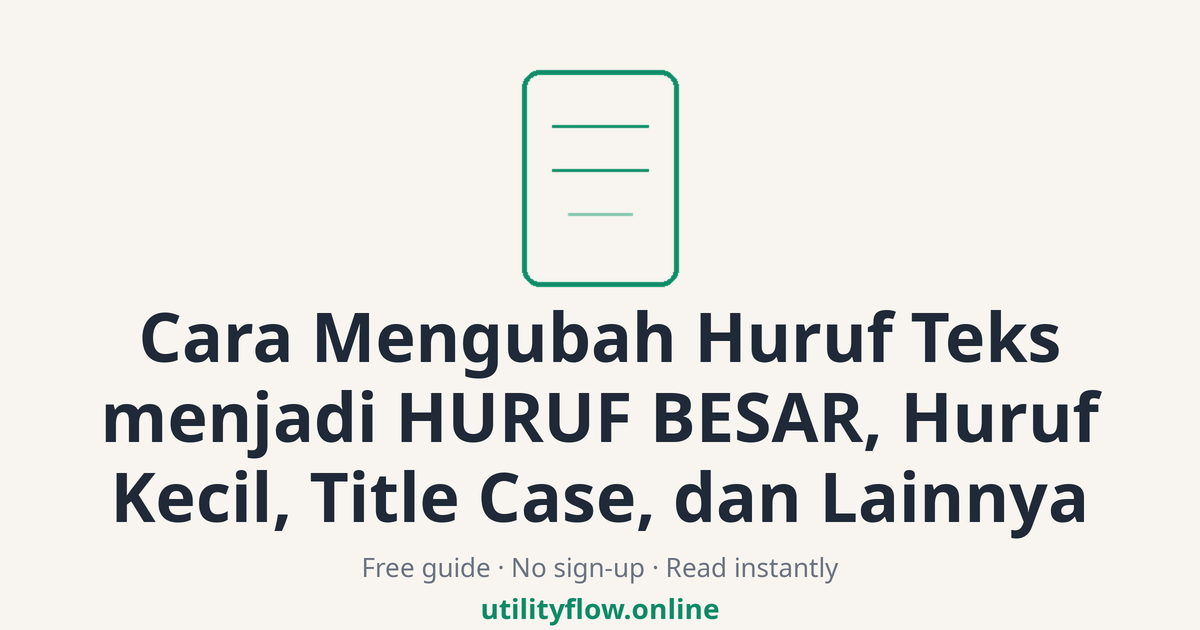 Cara Mengubah Huruf Teks
menjadi HURUF BESAR, Huruf
Kecil, Title Case, dan Lainnya
Free guide · No sign-up · Read instantly
utilityflow.online